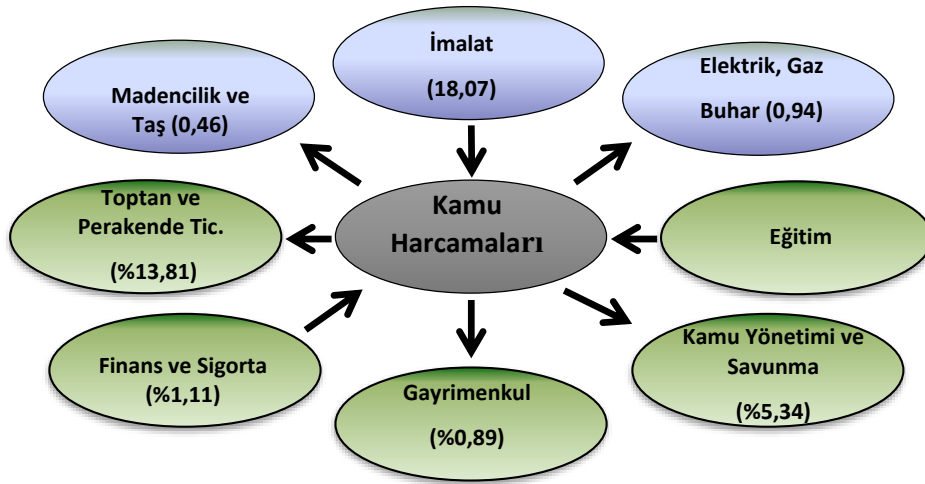 İmalat
(18,07)
Madencilik ve
Taş (0,46)
Elektrik, Gaz
Buhar (0,94)
Toptan ve
Perakende Tic.
(%13,81)
Kamu
Harcamaları
Eğitim
Finans ve Sigorta
(%1,11)
Gayrimenkul
(%0,89)
Kamu Yönetimi ve
Savunma
(%5,34)